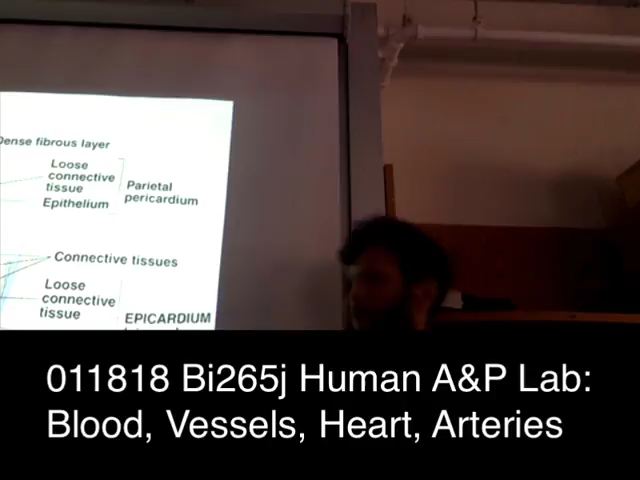 Dense fibrous layer
Loose
connective
tissue
Parietal
pericardium
Epithelium
Connective tissues
Loose
connective
tissue
EPICARDIUM
011818 Bi265j Human A&P Lab:
Blood, Vessels, Heart, Arteries